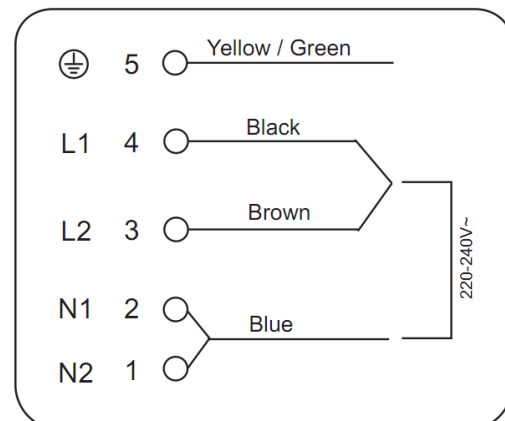 5 Yellow / Green
L1 4 Black
L2 3 Brown
220-240V~
N1 2 Blue
N2 1